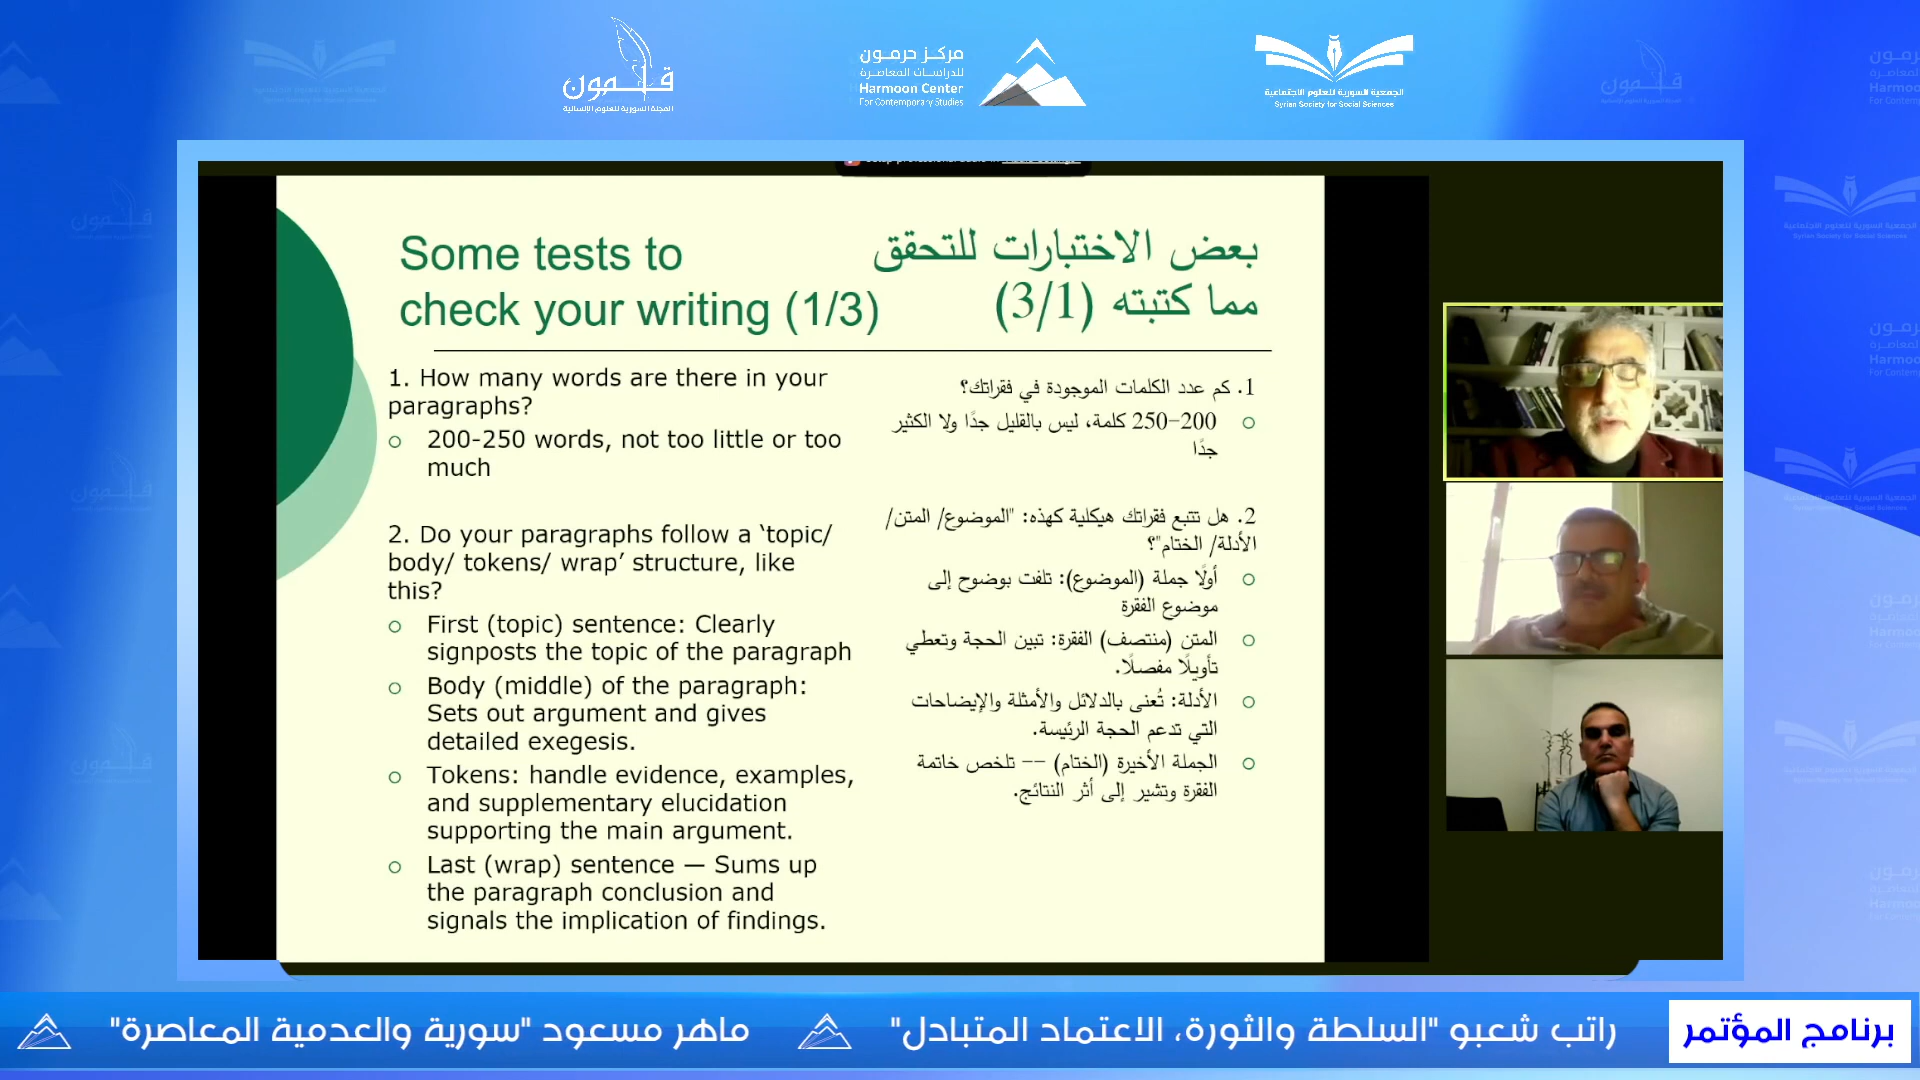 قلمون
المجلة السورية للعلوم الإنسانية
مركز حرمون
للدراسات المعاصرة
Harmoon Center
For Contemporary Studies
الجمعية السورية للعلوم الاجتماعية
Syrian Society for Social Sciences
Some tests to
check your writing (1/3)
بعض الاختبارات للتحقق
مما كتبته (3/1)
1. How many words are there in your
paragraphs?
200-250 words, not too little or too
much
2. Do your paragraphs follow a ‘topic/
body/ tokens/ wrap’ structure, like
this?
First (topic) sentence: Clearly
signposts the topic of the paragraph
Body (middle) of the paragraph:
Sets out argument and gives
detailed exegesis.
Tokens: handle evidence, examples,
and supplementary elucidation
supporting the main argument.
Last (wrap) sentence — Sums up
the paragraph conclusion and
signals the implication of findings.
1. كم عدد الكلمات الموجودة في فقراتك؟
200–250 كلمة، ليس بالقليل جدًا ولا الكثير
جدًا
2. هل تتبع فقراتك هيكلية كهذه: "الموضوع/ المتن/
الأدلة/ الختام"؟
أولًا جملة (الموضوع): تلفت بوضوح إلى
موضوع الفقرة
المتن (منتصف) الفقرة: تبين الحجة وتعطي
تأويلًا مفصلًا.
الأدلة: تُعنى بالدلائل والأمثلة والإيضاحات
التي تدعم الحجة الرئيسة.
الجملة الأخيرة (الختام) –– تلخص خاتمة
الفقرة وتشير إلى أثر النتائج.
برنامج المؤتمر
راتب شعبو "السلطة والثورة، الاعتماد المتبادل"
ماهر مسعود "سورية والعدمية المعاصرة"